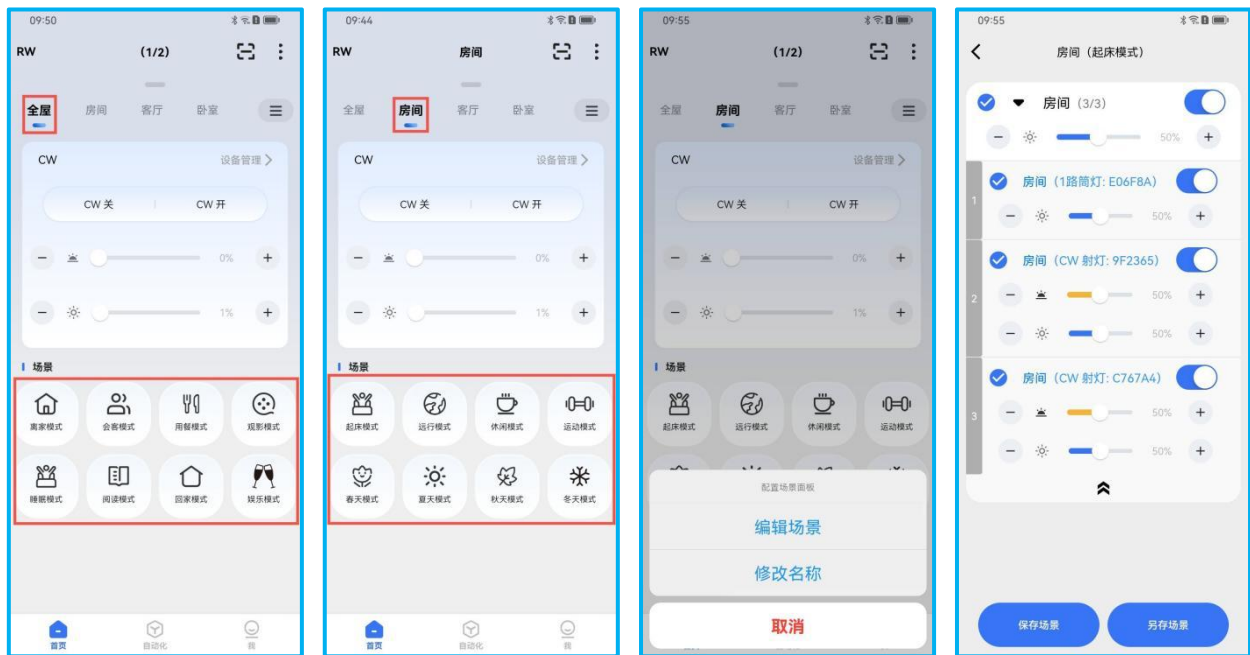 09:50
RW (1/2)
全屋 房间 客厅 卧室
CW 设备管理
CW 关 CW 开
0%
1%
场景
离家模式 会客模式 用餐模式 观影模式
睡眠模式 阅读模式 回家模式 娱乐模式
首页 自动化 我
09:44
RW 房间
全屋 房间 客厅 卧室
CW 设备管理
CW 关 CW 开
0%
1%
场景
起床模式 远行模式 休闲模式 运动模式
春天模式 夏天模式 秋天模式 冬天模式
首页 自动化 我
09:55
RW (1/2)
全屋 房间 客厅 卧室
CW 设备管理
CW 关 CW 开
0%
1%
场景
起床模式 远行模式 休闲模式 运动模式
配置场景面板
编辑场景
修改名称
取消
09:55
房间（起床模式）
房间 (3/3)
50%
1
房间（1路筒灯: E06F8A）
50%
2
房间（CW 射灯: 9F2365）
50%
50%
3
房间（CW 射灯: C767A4）
50%
50%
保存场景 另存场景